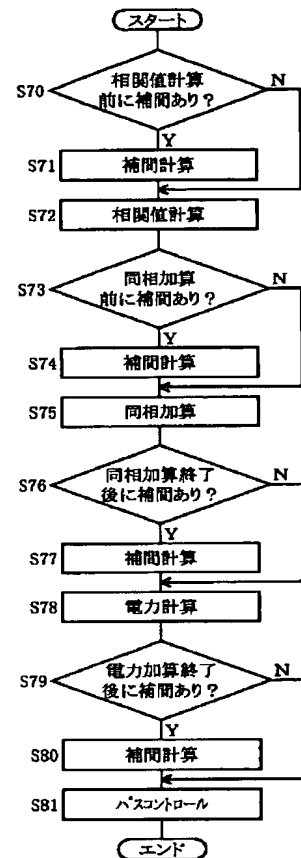 スタート
S70
相関値計算
前に補間あり?
N
Y
S71
補間計算
S72
相関値計算
S73
同相加算
前に補間あり?
N
Y
S74
補間計算
S75
同相加算
S76
同相加算終了
後に補間あり?
N
Y
S77
補間計算
S78
電力計算
S79
電力加算終了
後に補間あり?
N
Y
S80
補間計算
S81
パスコントロール
エンド